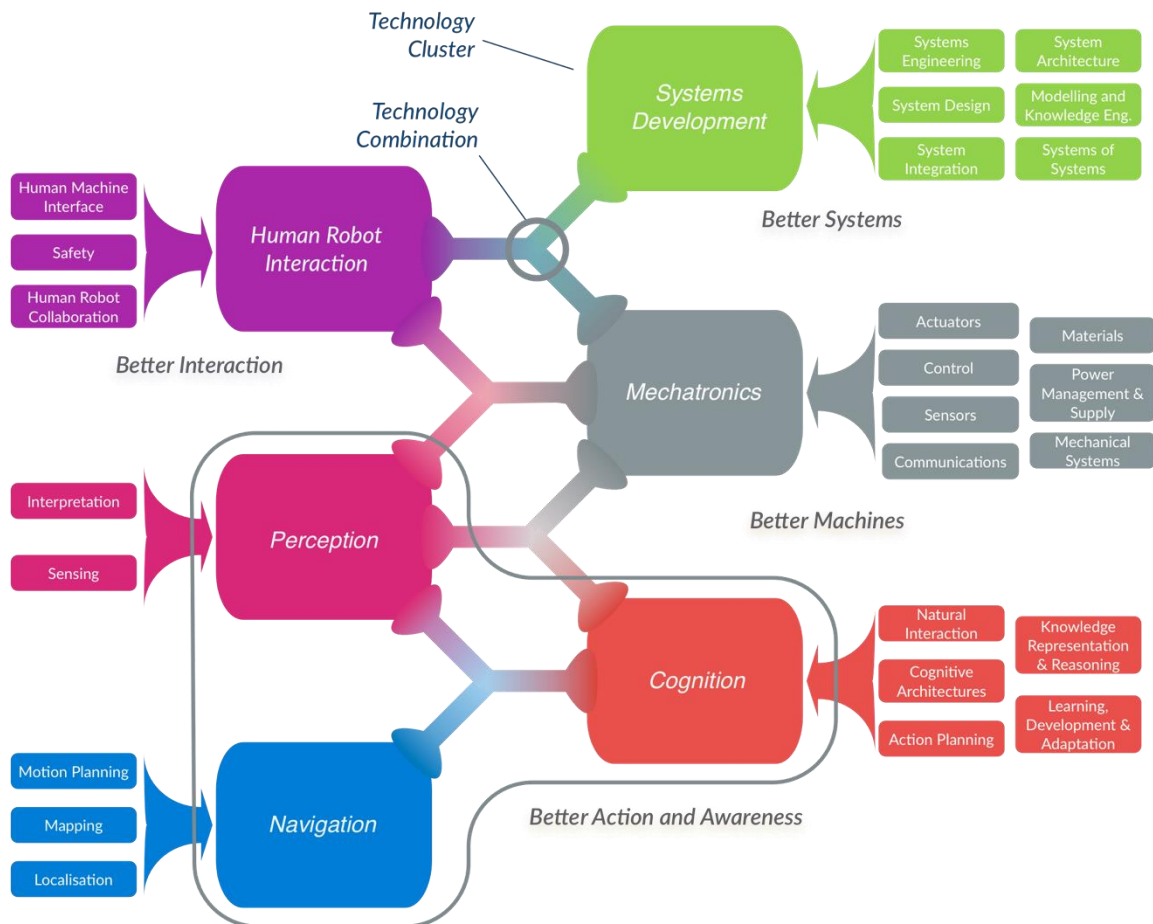 Technology
Cluster
Technology
Combination
Systems
Development
Systems
Engineering
System
Architecture
System Design
Modelling and
Knowledge Eng.
System
Integration
Systems of
Systems
Better Systems
Human Machine
Interface
Safety
Human Robot
Collaboration
Human Robot
Interaction
Better Interaction
Mechatronics
Actuators
Materials
Control
Power
Management &
Supply
Sensors
Communications
Mechanical
Systems
Better Machines
Interpretation
Sensing
Perception
Cognition
Natural
Interaction
Knowledge
Representation
& Reasoning
Cognitive
Architectures
Learning,
Development &
Adaptation
Action Planning
Motion Planning
Mapping
Localisation
Navigation
Better Action and Awareness